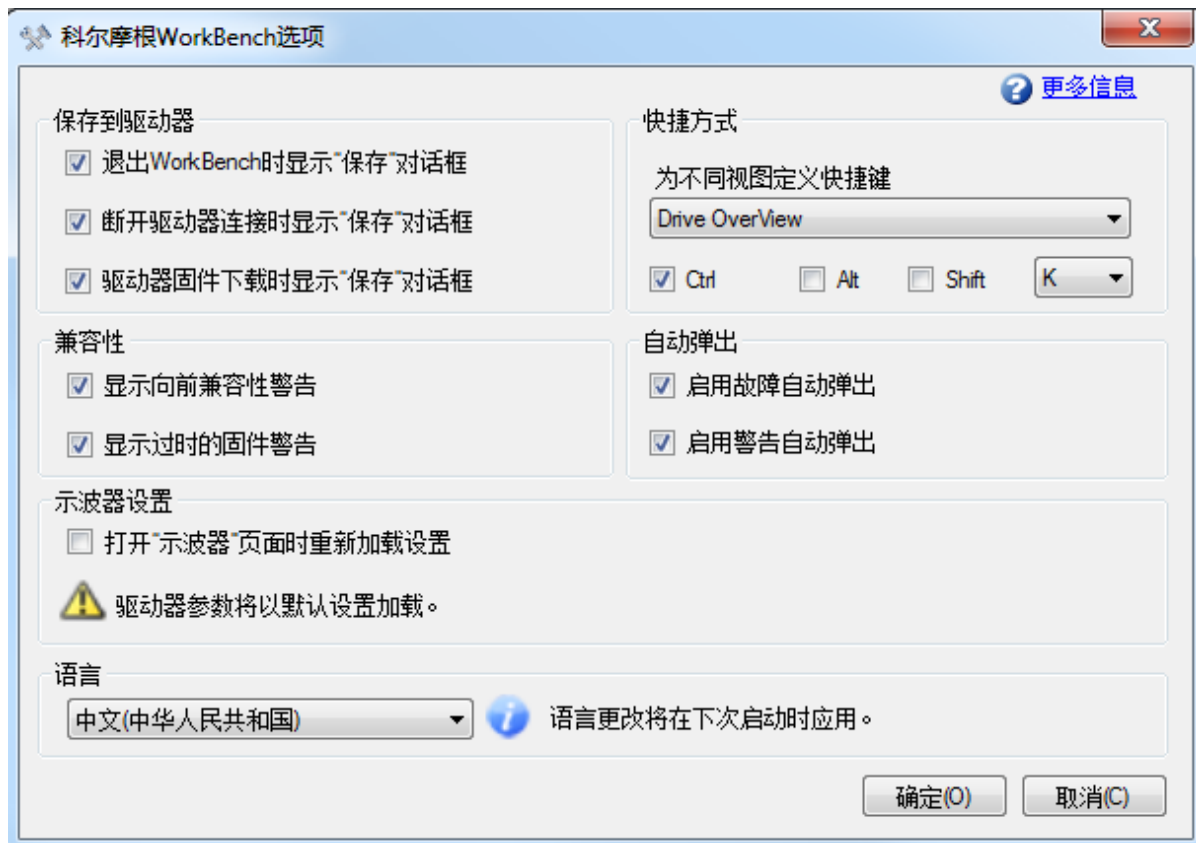 科尔摩根WorkBench选项
更多信息
保存到驱动器
退出WorkBench时显示"保存"对话框
断开驱动器连接时显示"保存"对话框
驱动器固件下载时显示"保存"对话框
快捷方式
为不同视图定义快捷键
Drive OverView
Ctrl Alt Shift K
兼容性
显示向前兼容性警告
显示过时的固件警告
自动弹出
启用故障自动弹出
启用警告自动弹出
示波器设置
打开"示波器"页面时重新加载设置
驱动器参数将以默认设置加载。
语言
中文(中华人民共和国)
语言更改将在下次启动时应用。
确定(O) 取消(C)